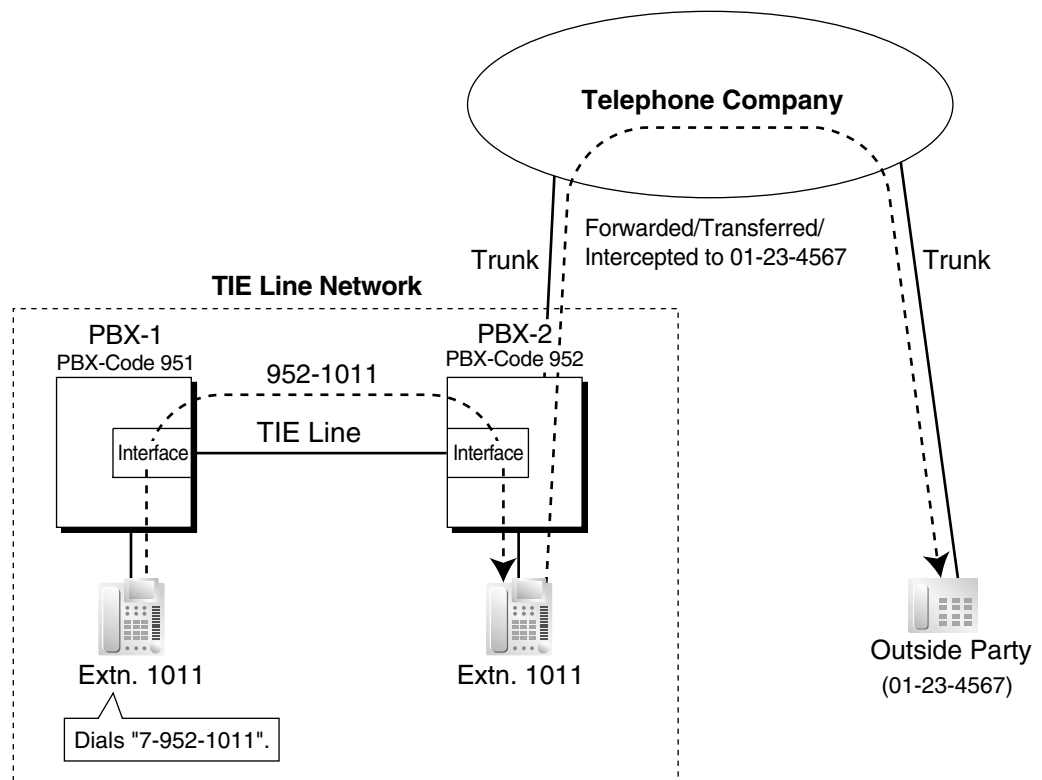 Telephone Company
Forwarded/Transferred/
Intercepted to 01-23-4567
Trunk
Trunk
TIE Line Network
PBX-1
PBX-Code 951
PBX-2
PBX-Code 952
952-1011
TIE Line
Interface
Interface
Extn. 1011
Extn. 1011
Outside Party
(01-23-4567)
Dials "7-952-1011".